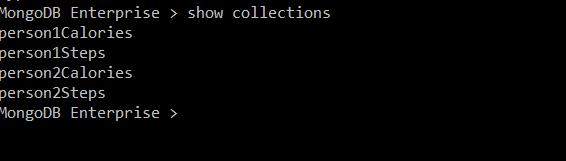 MongoDB Enterprise > show collections
person1Calories
person1Steps
person2Calories
person2Steps
MongoDB Enterprise >